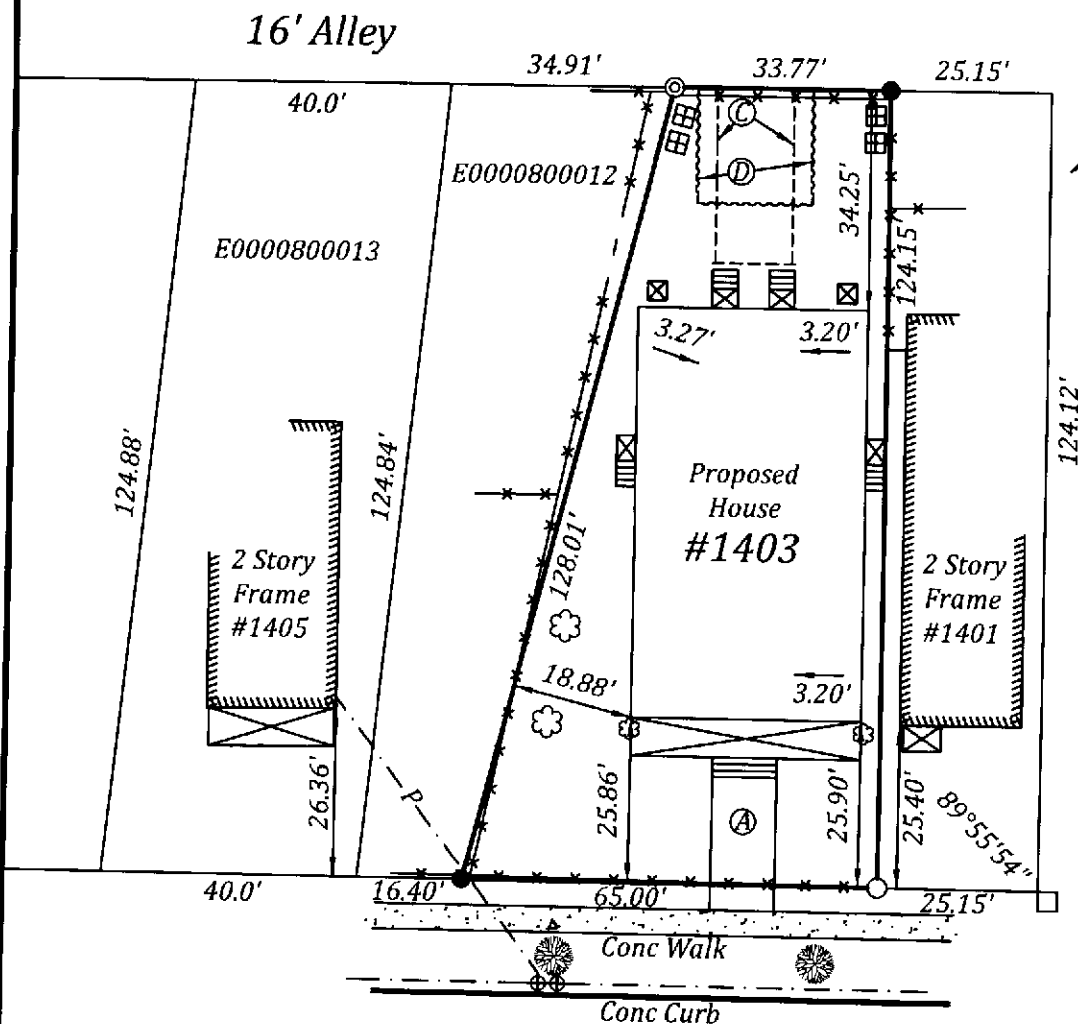 16' Alley
34.91'
33.77'
25.15'
40.0'
C
E0000800012
D
34.25'
E0000800013
124.15'
3.27'
3.20'
124.12'
124.88'
124.84'
Proposed
House
#1403
128.01'
2 Story
Frame
#1405
2 Story
Frame
#1401
18.88'
3.20'
26.36'
P
25.86'
A
25.90'
25.40'
89°55'54"
40.0'
16.40'
65.00'
25.15'
Conc Walk
Conc Curb